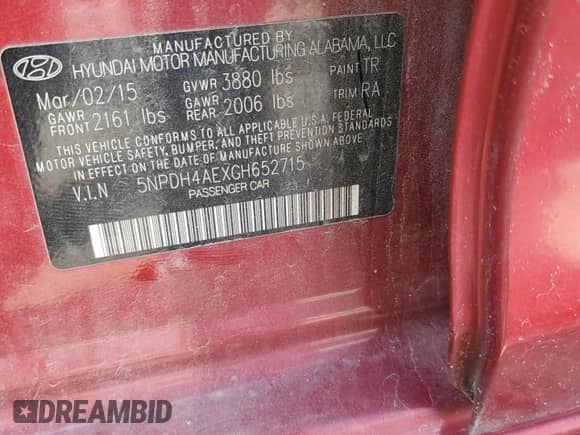 MANUFACTURED BY
HYUNDAI MOTOR MANUFACTURING ALABAMA, LLC
Mar/02/15 GVWR 3880 lbs PAINT TR
GAWR FRONT 2161 lbs GAWR REAR 2006 lbs TRIM RA
THIS VEHICLE CONFORMS TO ALL APPLICABLE U.S.A. FEDERAL
MOTOR VEHICLE SAFETY, BUMPER, AND THEFT PREVENTION STANDARDS
IN EFFECT ON THE DATE OF MANUFACTURE SHOWN ABOVE.
V.I.N 5NPDH4AEXGH652715
PASSENGER CAR
DREAMBID